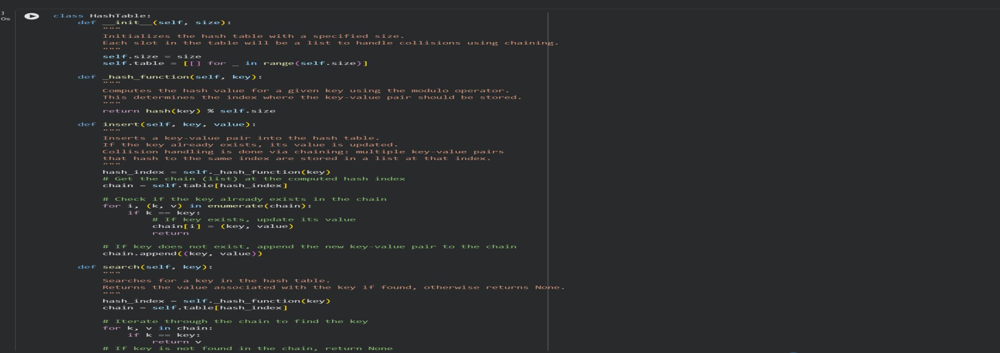 ]
0s
class HashTable:
    def __init__(self, size):
        """
        Initializes the hash table with a specified size.
        Each slot in the table will be a list to handle collisions using chaining.
        """
        self.size = size
        self.table = [[] for _ in range(self.size)]

    def _hash_function(self, key):
        """
        Computes the hash value for a given key using the modulo operator.
        This determines the index where the key-value pair should be stored.
        """
        return hash(key) % self.size

    def insert(self, key, value):
        """
        Inserts a key-value pair into the hash table.
        If the key already exists, its value is updated.
        Collision handling is done via chaining: multiple key-value pairs
        that hash to the same index are stored in a list at that index.
        """
        hash_index = self._hash_function(key)
        # Get the chain (list) at the computed hash index
        chain = self.table[hash_index]

        # Check if the key already exists in the chain
        for i, (k, v) in enumerate(chain):
            if k == key:
                # If key exists, update its value
                chain[i] = (key, value)
                return

        # If key does not exist, append the new key-value pair to the chain
        chain.append((key, value))

    def search(self, key):
        """
        Searches for a key in the hash table.
        Returns the value associated with the key if found, otherwise returns None.
        """
        hash_index = self._hash_function(key)
        chain = self.table[hash_index]

        # Iterate through the chain to find the key
        for k, v in chain:
            if k == key:
                return v
        # If key is not found in the chain, return None